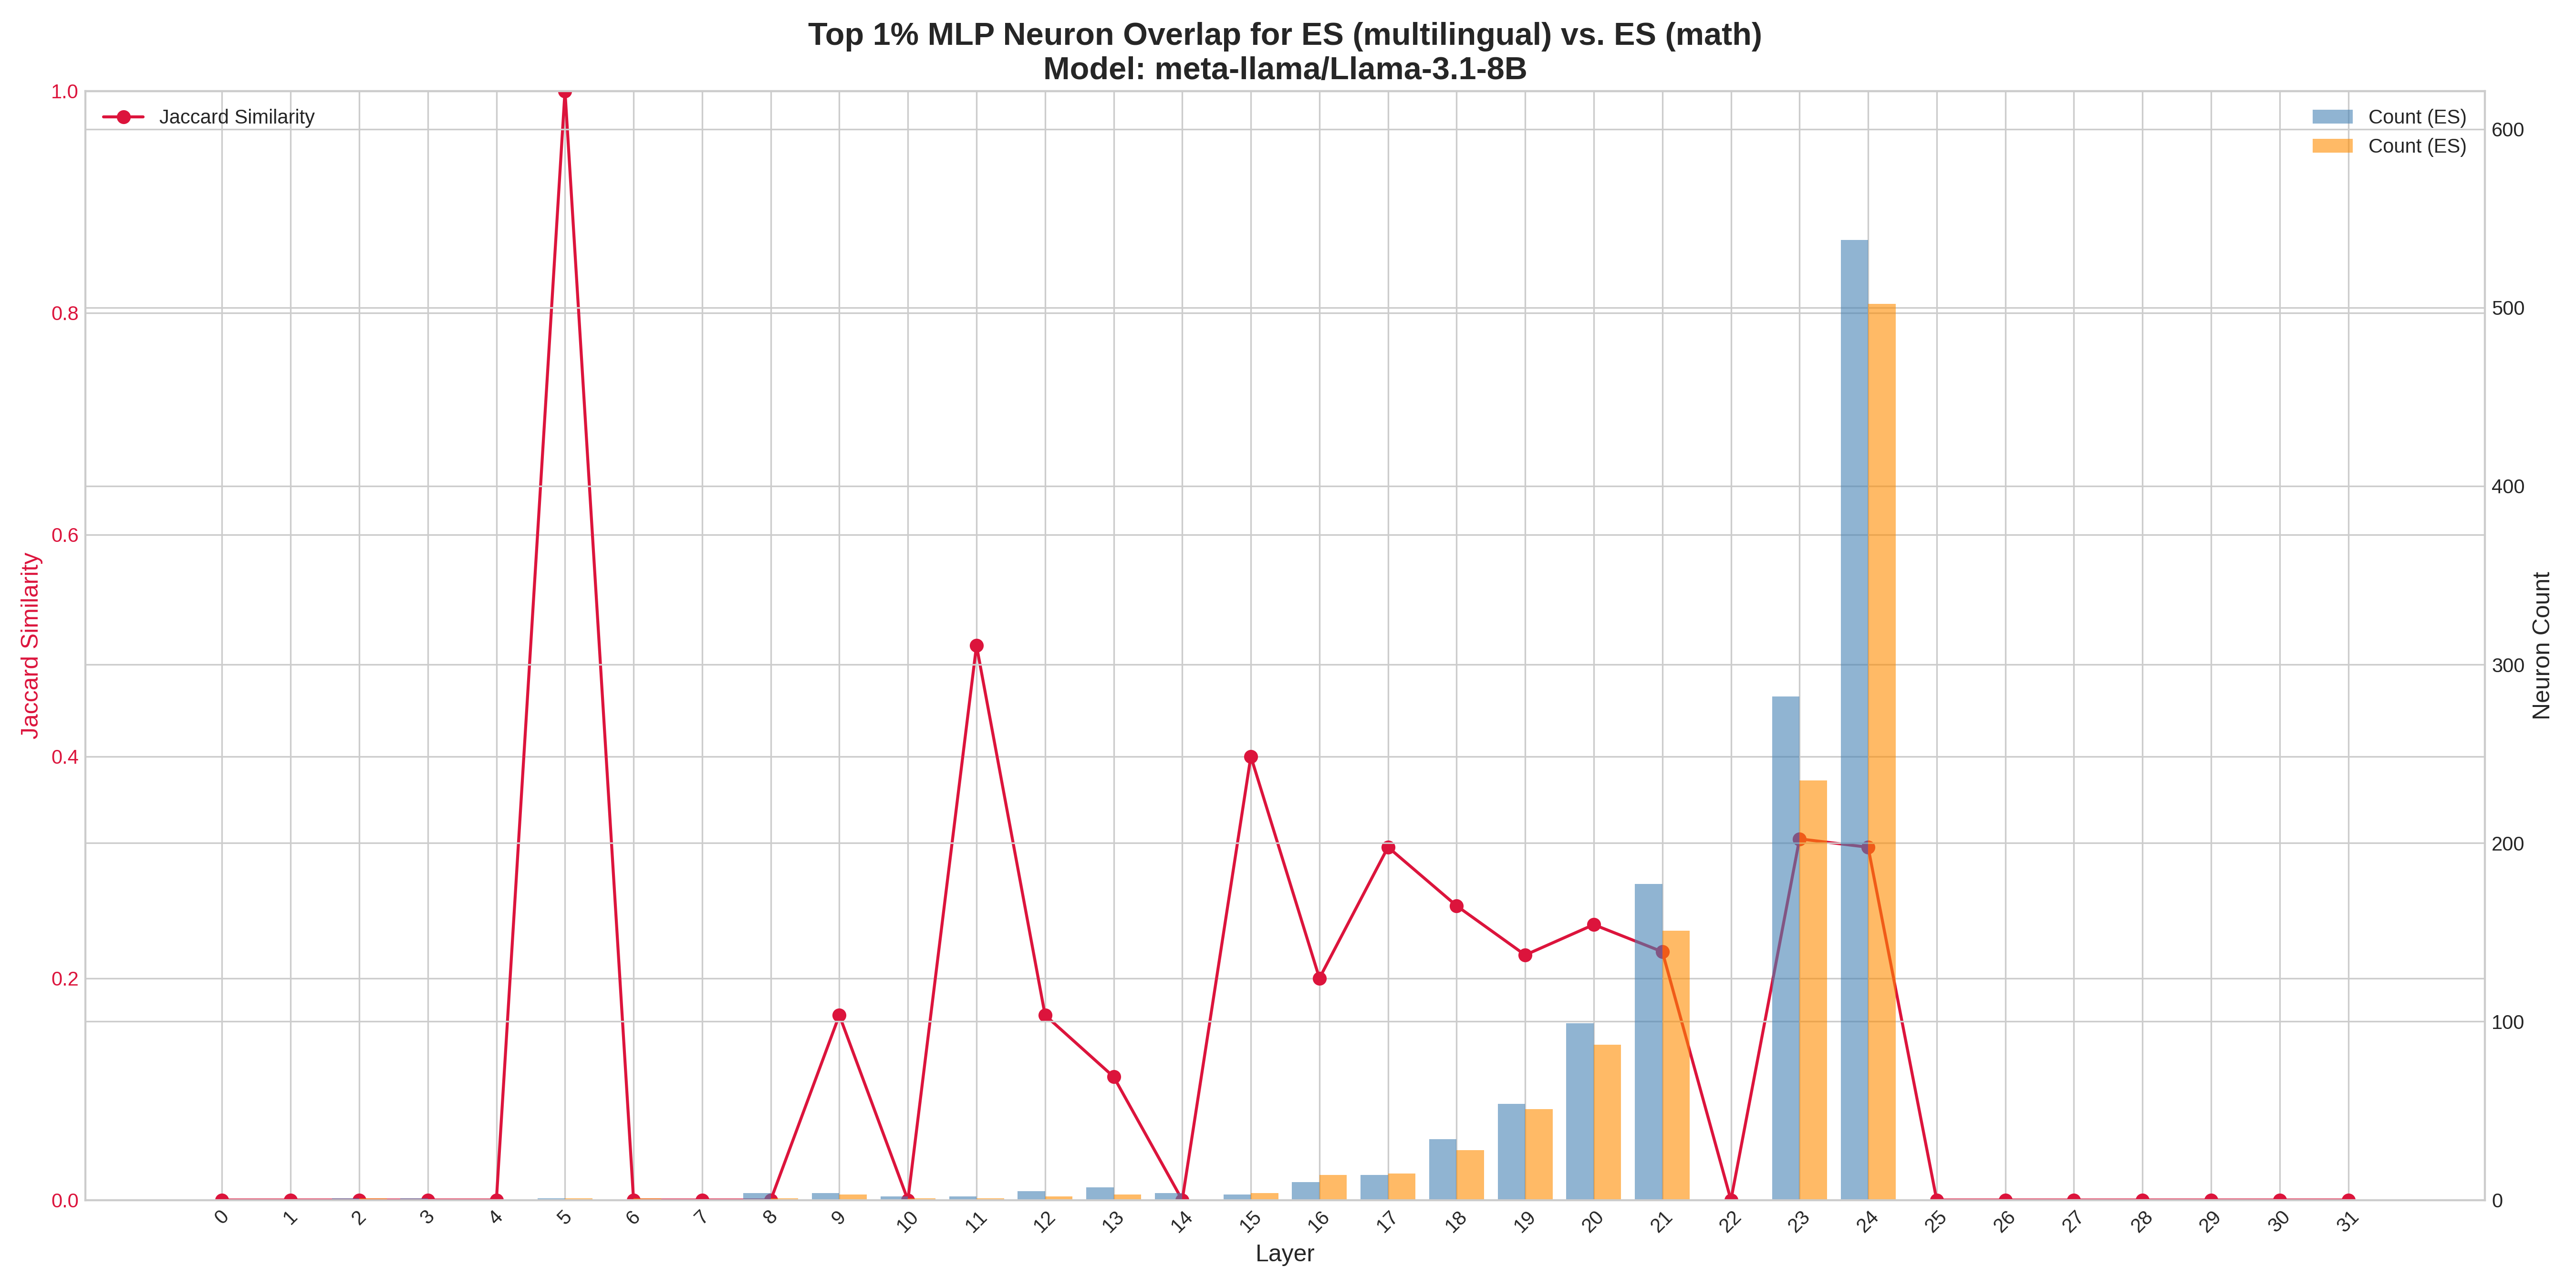 Top 1% MLP Neuron Overlap for ES (multilingual) vs. ES (math)
Model: meta-llama/Llama-3.1-8B
Jaccard Similarity
Count (ES)
Count (ES)
Jaccard Similarity
1.0
0.8
0.6
0.4
0.2
0.0
Neuron Count
600
500
400
300
200
100
0
0 1 2 3 4 5 6 7 8 9 10 11 12 13 14 15 16 17 18 19 20 21 22 23 24 25 26 27 28 29 30 31
Layer